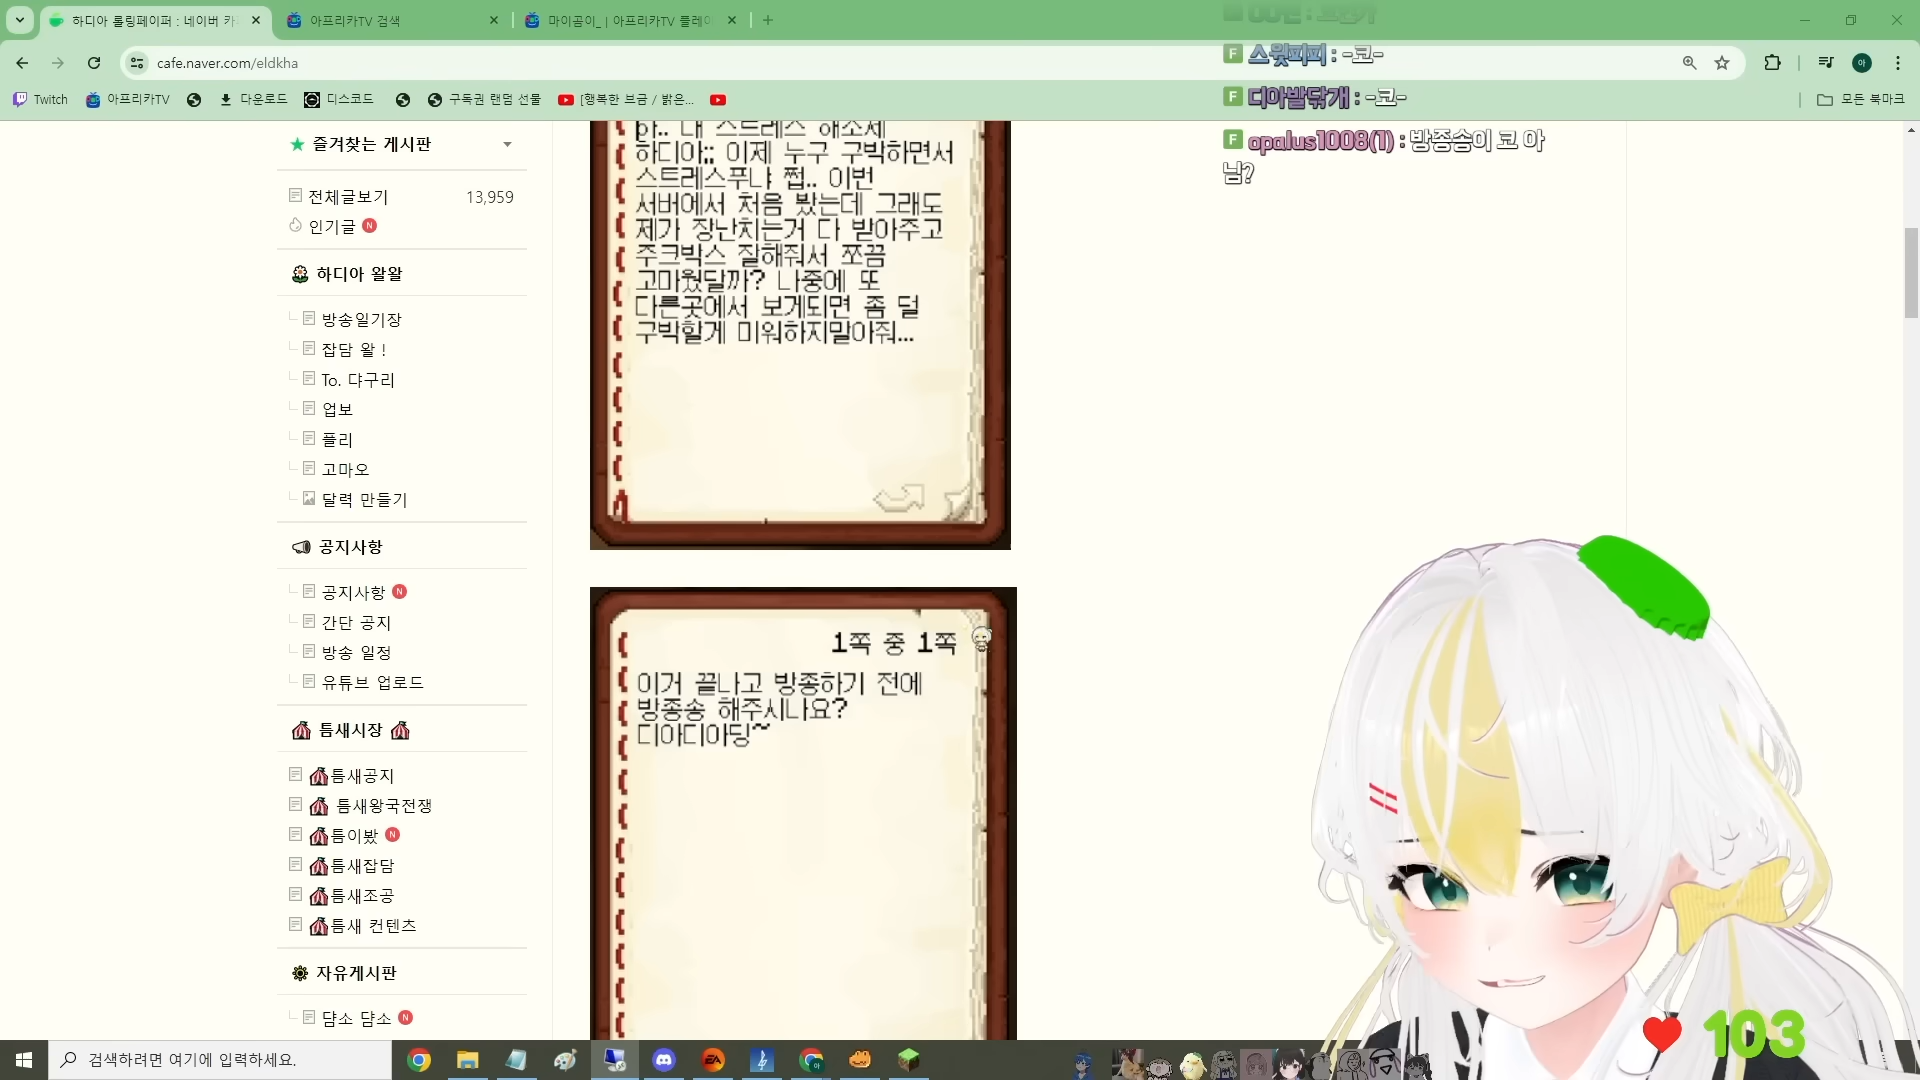 하디아 롤링페이퍼 : 네이버 카
아프리카TV 검색
마이곰이_ | 아프리카TV 플레이
cafe.naver.com/eldkha
Twitch
아프리카TV
다운로드
디스코드
구독권 랜덤 선물
[행복한 보금 / 밝은...
모든 북마크
스윗피피 : -코-
디아발닦개 : -코-
opalus1008(1) : 방종송이 코 아
님?
즐겨찾는 게시판
전체글보기 13,959
인기글 N
하디아 왈왈
방송일기장
잡담 왈 !
To. 댜구리
업보
플리
고마오
달력 만들기
공지사항
공지사항 N
간단 공지
방송 일정
유튜브 업로드
틈새시장
틈새공지
틈새왕국전쟁
틈이봤 N
틈새잡담
틈새조공
틈새 컨텐츠
자유게시판
댬소 댬소 N
아.. 내 스트레스 해소제
하디아;; 이제 누구 구박하면서
스트레스푸냐 쩝.. 이번
서버에서 처음 봤는데 그래도
제가 장난치는거 다 받아주고
주크박스 잘해줘서 쪼끔
고마웠달까? 나중에 또
다른곳에서 보게되면 좀 덜
구박할게 미워하지말아줘...
1쪽 중 1쪽
이거 끝나고 방종하기 전에
방종송 해주시나요?
디아디아딩~
103
검색하려면 여기에 입력하세요.